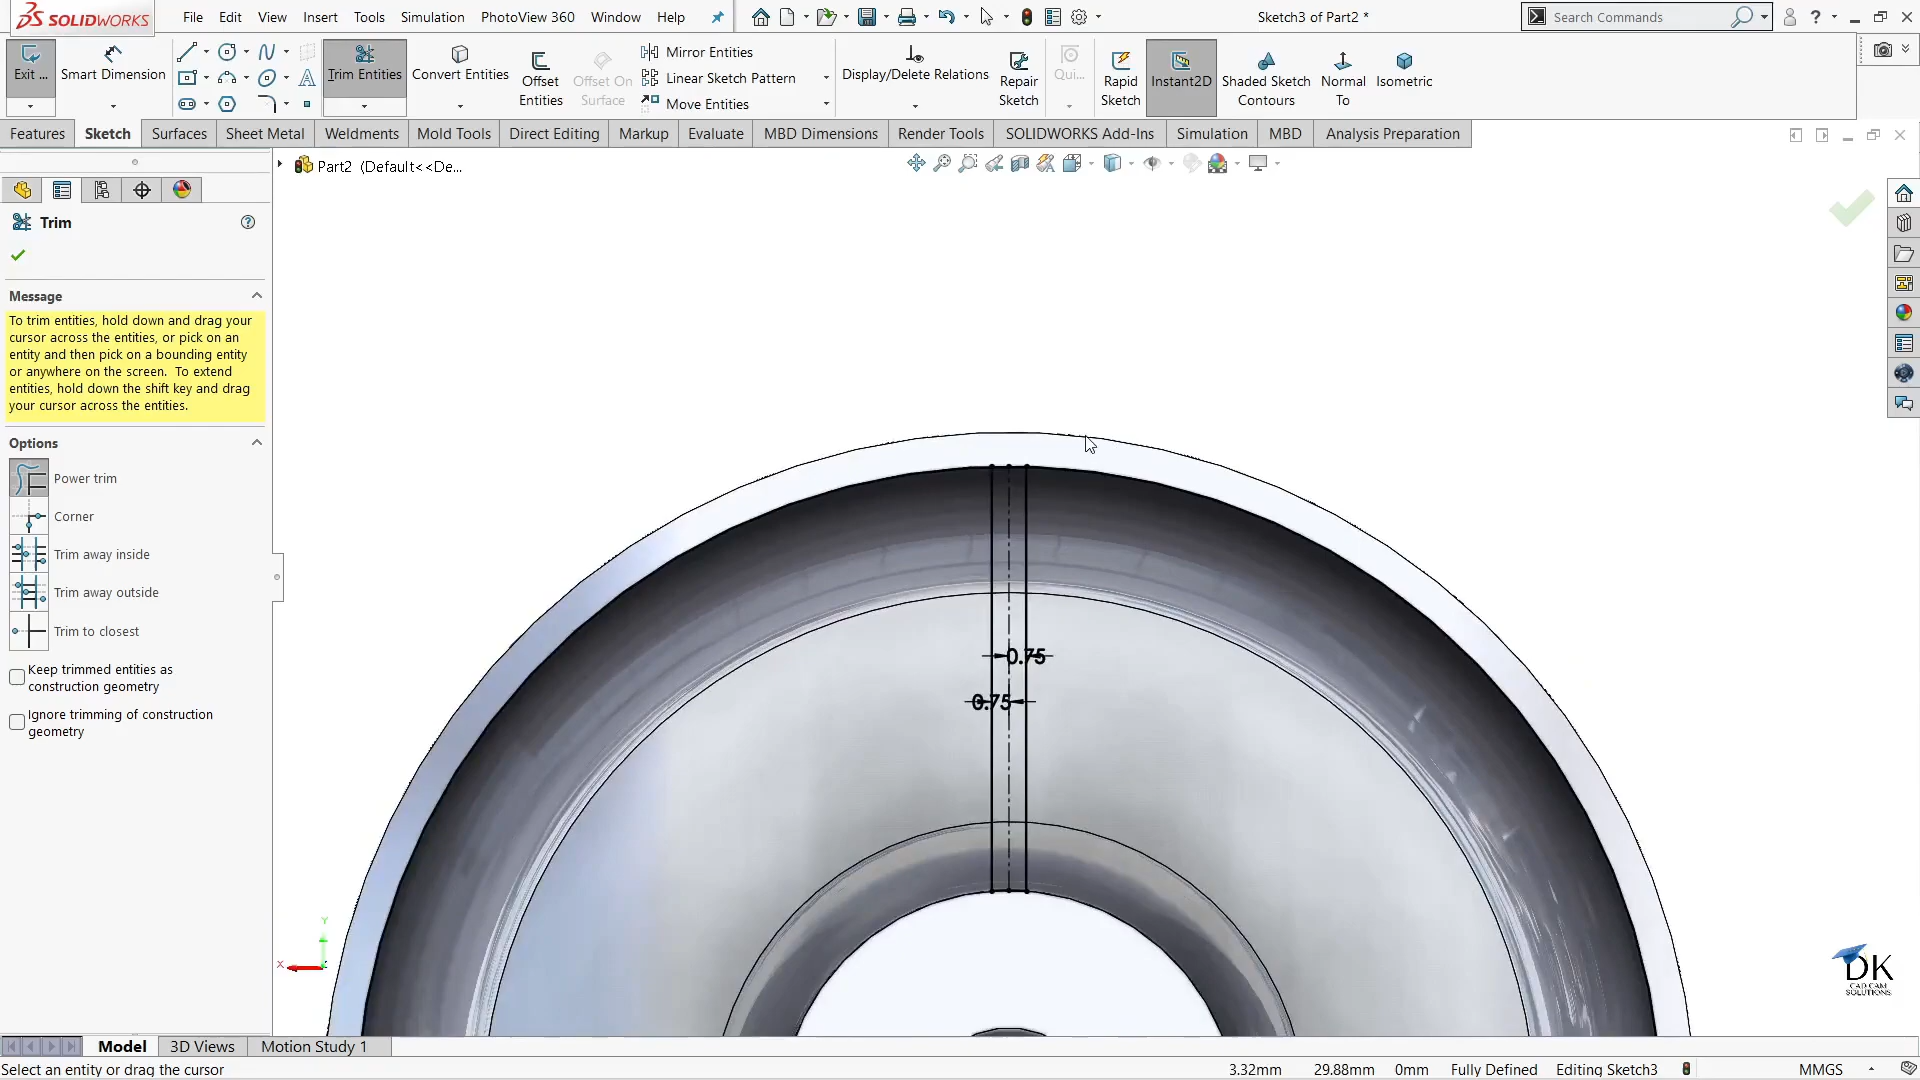 SOLIDWORKS
File Edit View Insert Tools Simulation PhotoView 360 Window Help
Sketch3 of Part2 *
Search Commands
Exit ...
Smart Dimension
Trim Entities
Convert Entities
Offset Entities
Offset On Surface
Mirror Entities
Linear Sketch Pattern
Move Entities
Display/Delete Relations
Repair Sketch
Qui...
Rapid Sketch
Instant2D
Shaded Sketch Contours
Normal To
Isometric
Features Sketch Surfaces Sheet Metal Weldments Mold Tools Direct Editing Markup Evaluate MBD Dimensions Render Tools SOLIDWORKS Add-Ins Simulation MBD Analysis Preparation
Part2 (Default<<De...
Trim
Message
To trim entities, hold down and drag your
cursor across the entities, or pick on an
entity and then pick on a bounding entity
or anywhere on the screen. To extend
entities, hold down the shift key and drag
your cursor across the entities.
Options
Power trim
Corner
Trim away inside
Trim away outside
Trim to closest
Keep trimmed entities as
construction geometry
Ignore trimming of construction
geometry
0.75
0.75
Y
X
DK
CAD CAM
SOLUTIONS
Model 3D Views Motion Study 1
Select an entity or drag the cursor
3.32mm 29.88mm 0mm Fully Defined Editing Sketch3 MMGS